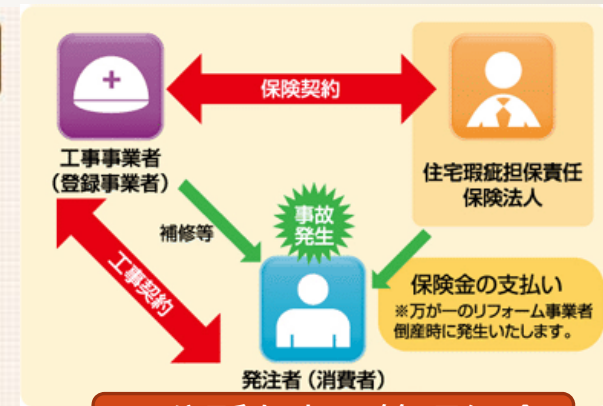 保険契約
工事事業者
(登録事業者)
住宅瑕疵担保責任
保険法人
補修等
事故
発生
工事契約
保険金の支払い
※万が一のリフォーム事業者
倒産時に発生いたします。
発注者(消費者)